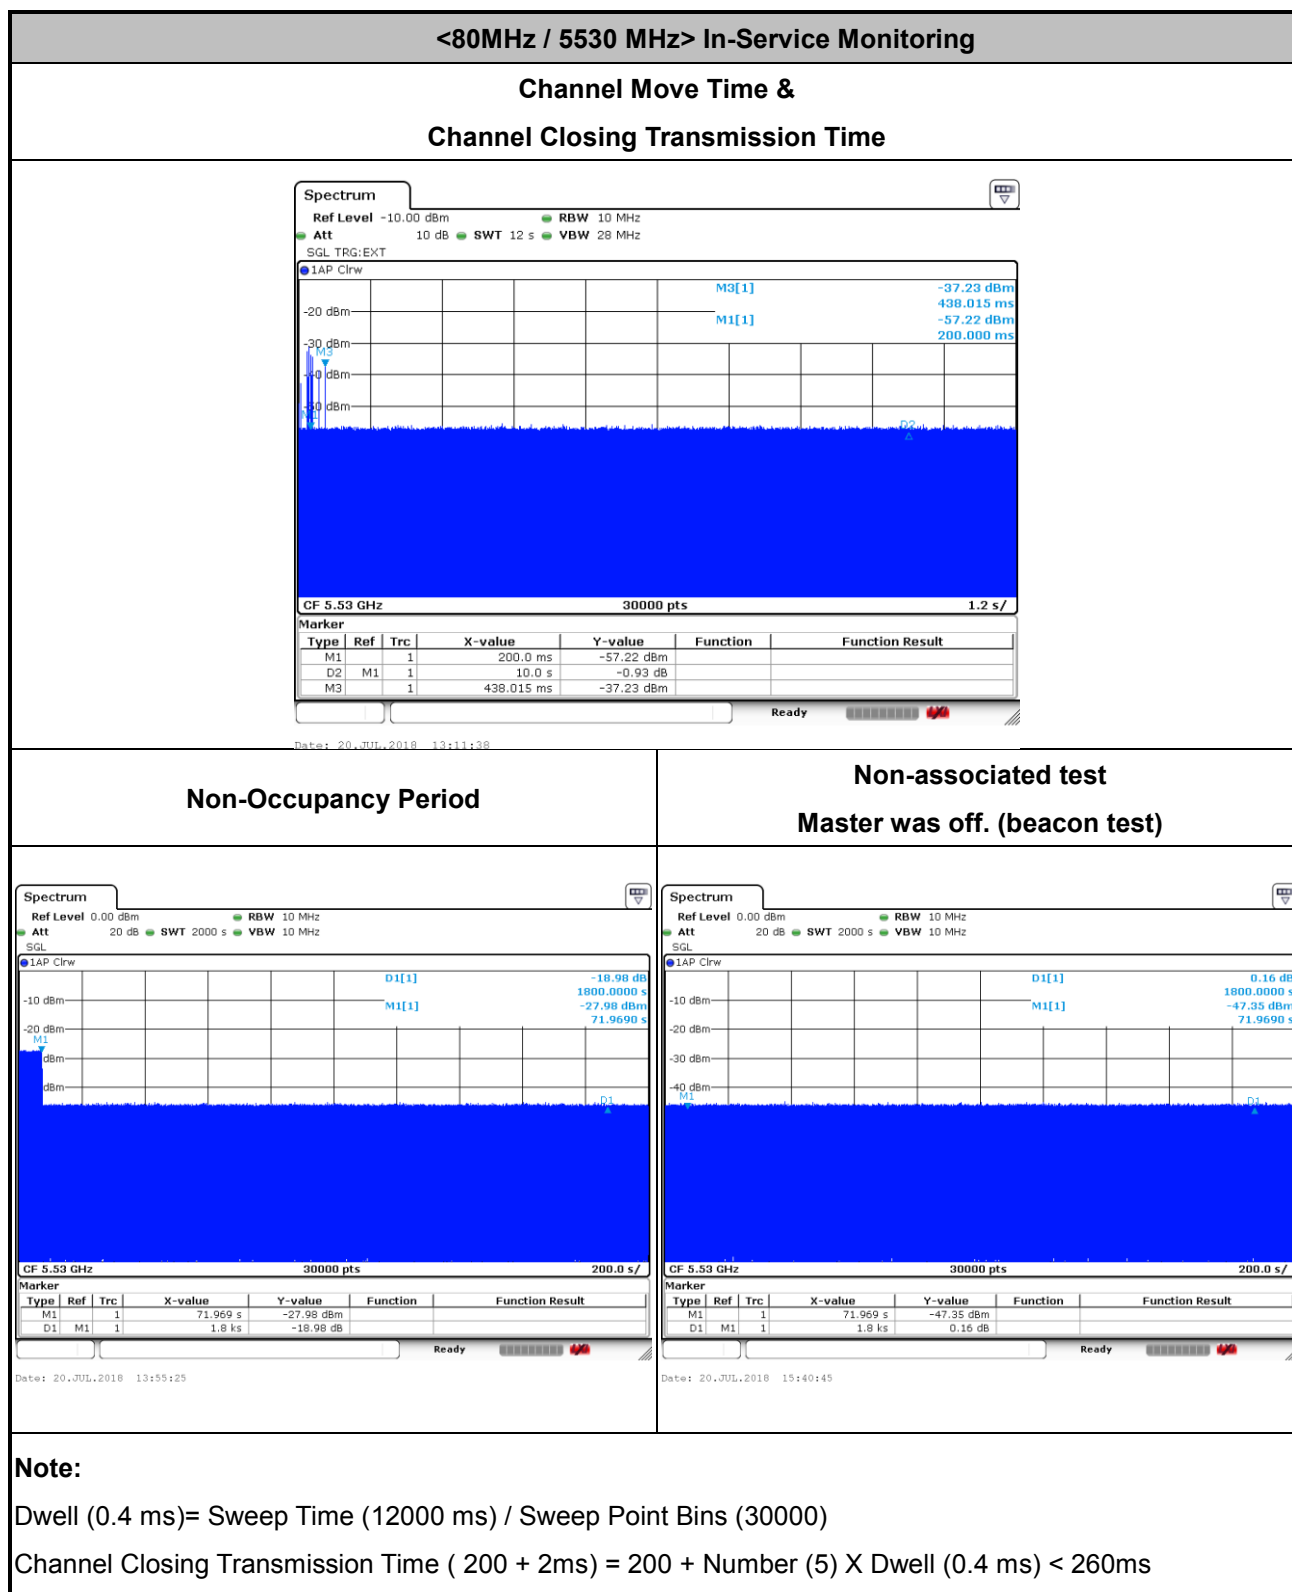 <80MHz / 5530 MHz> In-Service Monitoring
Channel Move Time &
Channel Closing Transmission Time
Spectrum
Ref Level -10.00 dBm RBW 10 MHz
Att 10 dB SWT 12 s VBW 28 MHz
SGL TRG:EXT
1AP Clrw
M3[1] -37.23 dBm
438.015 ms
-20 dBm
M1[1] -57.22 dBm
200.000 ms
-30 dBm
M3
-40 dBm
-50 dBm
M1
D2
CF 5.53 GHz 30000 pts 1.2 s/
Marker
Type Ref Trc X-value Y-value Function Function Result
M1 1 200.0 ms -57.22 dBm
D2 M1 1 10.0 s -0.93 dB
M3 1 438.015 ms -37.23 dBm
Ready
Date: 20.JUL.2018 13:11:38
Non-Occupancy Period
Non-associated test
Master was off. (beacon test)
Spectrum
Ref Level 0.00 dBm RBW 10 MHz
Att 20 dB SWT 2000 s VBW 10 MHz
SGL
1AP Clrw
D1[1] -18.98 dB
1800.0000 s
-10 dBm
M1[1] -27.98 dBm
71.9690 s
-20 dBm
M1
dBm
dBm
D1
CF 5.53 GHz 30000 pts 200.0 s/
Marker
Type Ref Trc X-value Y-value Function Function Result
M1 1 71.969 s -27.98 dBm
D1 M1 1 1.8 ks -18.98 dB
Ready
Date: 20.JUL.2018 13:55:25
Spectrum
Ref Level 0.00 dBm RBW 10 MHz
Att 20 dB SWT 2000 s VBW 10 MHz
SGL
1AP Clrw
D1[1] 0.16 dB
1800.0000 s
-10 dBm
M1[1] -47.35 dBm
71.9690 s
-20 dBm
-30 dBm
-40 dBm
M1
D1
CF 5.53 GHz 30000 pts 200.0 s/
Marker
Type Ref Trc X-value Y-value Function Function Result
M1 1 71.969 s -47.35 dBm
D1 M1 1 1.8 ks 0.16 dB
Ready
Date: 20.JUL.2018 15:40:45
Note:
Dwell (0.4 ms)= Sweep Time (12000 ms) / Sweep Point Bins (30000)
Channel Closing Transmission Time ( 200 + 2ms) = 200 + Number (5) X Dwell (0.4 ms) < 260ms